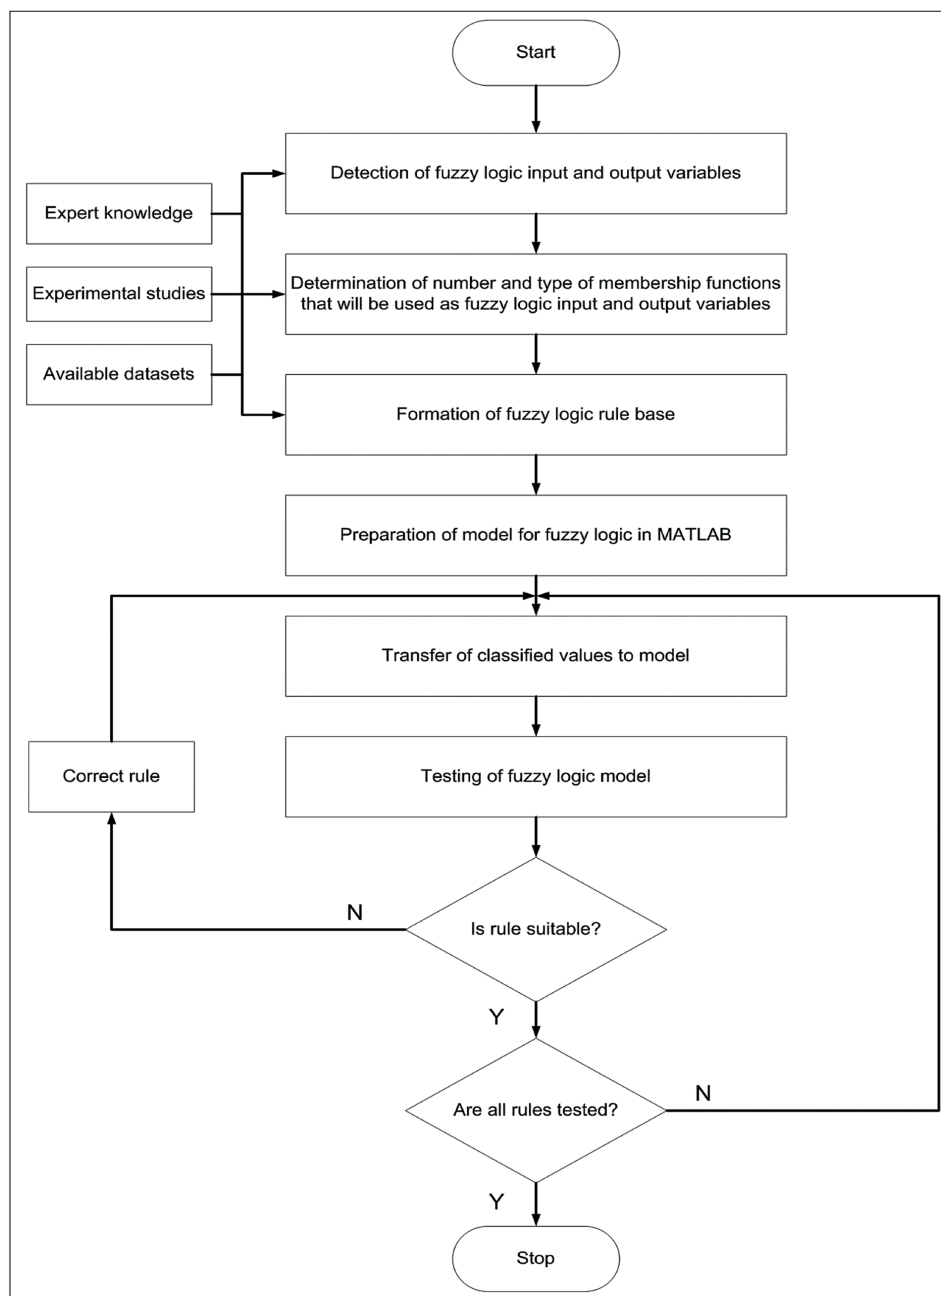 Start
Detection of fuzzy logic input and output variables
Expert knowledge
Experimental studies
Available datasets
Determination of number and type of membership functions
that will be used as fuzzy logic input and output variables
Formation of fuzzy logic rule base
Preparation of model for fuzzy logic in MATLAB
Transfer of classified values to model
Testing of fuzzy logic model
Correct rule
N
Is rule suitable?
Y
Are all rules tested?
N
Y
Stop